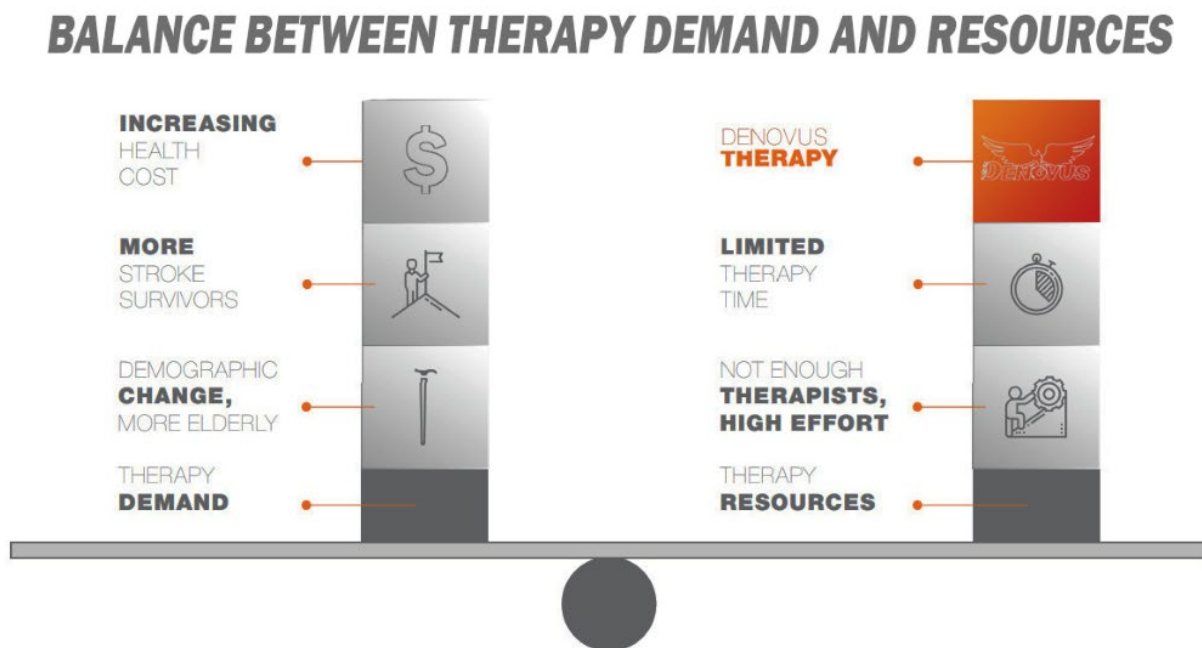 BALANCE BETWEEN THERAPY DEMAND AND RESOURCES
INCREASING
HEALTH
COST
$
MORE
STROKE
SURVIVORS
DEMOGRAPHIC
CHANGE,
MORE ELDERLY
THERAPY
DEMAND
DENOVUS
THERAPY
DENOVUS
LIMITED
THERAPY
TIME
NOT ENOUGH
THERAPISTS,
HIGH EFFORT
THERAPY
RESOURCES